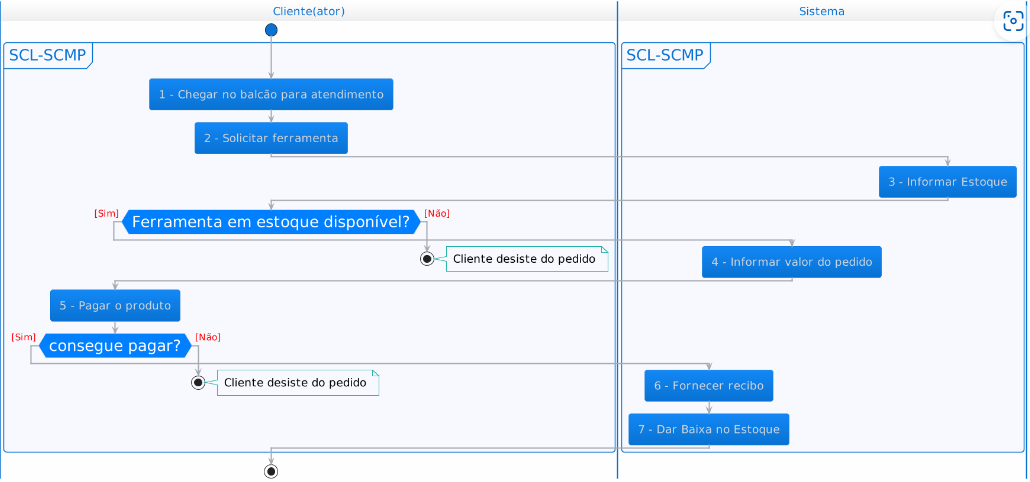 Cliente(ator)
Sistema
SCL-SCMP
SCL-SCMP
1 - Chegar no balcão para atendimento
2 - Solicitar ferramenta
3 - Informar Estoque
[Sim]
Ferramenta em estoque disponível?
[Não]
Cliente desiste do pedido
4 - Informar valor do pedido
5 - Pagar o produto
[Sim]
consegue pagar?
[Não]
Cliente desiste do pedido
6 - Fornecer recibo
7 - Dar Baixa no Estoque